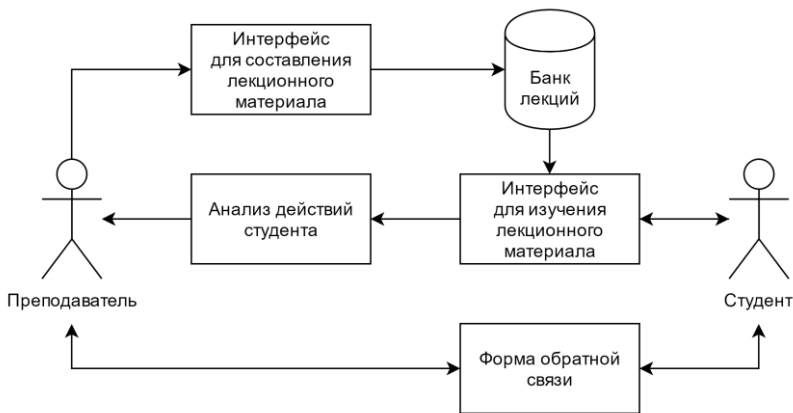 Интерфейс
для составления
лекционного
материала
Банк
лекций
Анализ действий
студента
Интерфейс
для изучения
лекционного
материала
Преподаватель
Студент
Форма обратной
связи